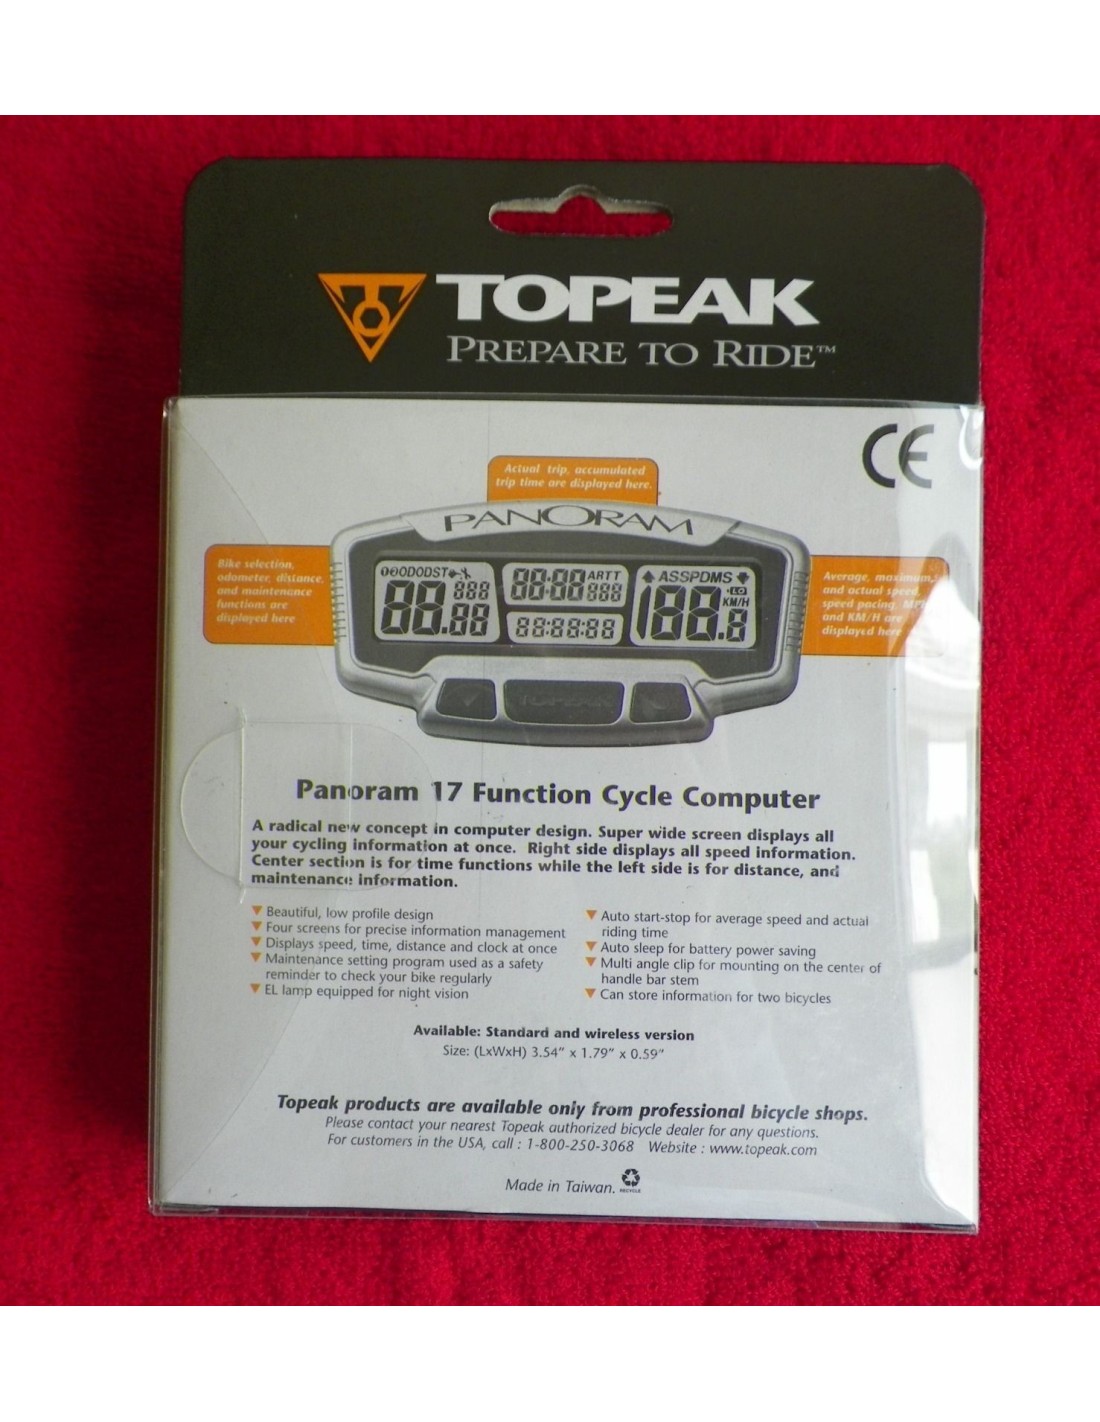 TOPEAK
PREPARE TO RIDE™
CE
Actual trip, accumulated
trip time are displayed here.
PANORAM
Bike selection,
odometer, distance,
and maintenance
functions are
displayed here
Average, maximum,
and actual speed,
speed pacing, MPH
and KM/H are
displayed here
ODODST
888
88.88
88:88 ARTT
888
88:88:88
ASSPDMS
LO
KM/H
188.8
TOPEAK
Panoram 17 Function Cycle Computer
A radical new concept in computer design. Super wide screen displays all
your cycling information at once. Right side displays all speed information.
Center section is for time functions while the left side is for distance, and
maintenance information.
Beautiful, low profile design
Four screens for precise information management
Displays speed, time, distance and clock at once
Maintenance setting program used as a safety
reminder to check your bike regularly
EL lamp equipped for night vision
Auto start-stop for average speed and actual
riding time
Auto sleep for battery power saving
Multi angle clip for mounting on the center of
handle bar stem
Can store information for two bicycles
Available: Standard and wireless version
Size: (LxWxH) 3.54" x 1.79" x 0.59"
Topeak products are available only from professional bicycle shops.
Please contact your nearest Topeak authorized bicycle dealer for any questions.
For customers in the USA, call : 1-800-250-3068 Website : www.topeak.com
Made in Taiwan.
RECYCLE